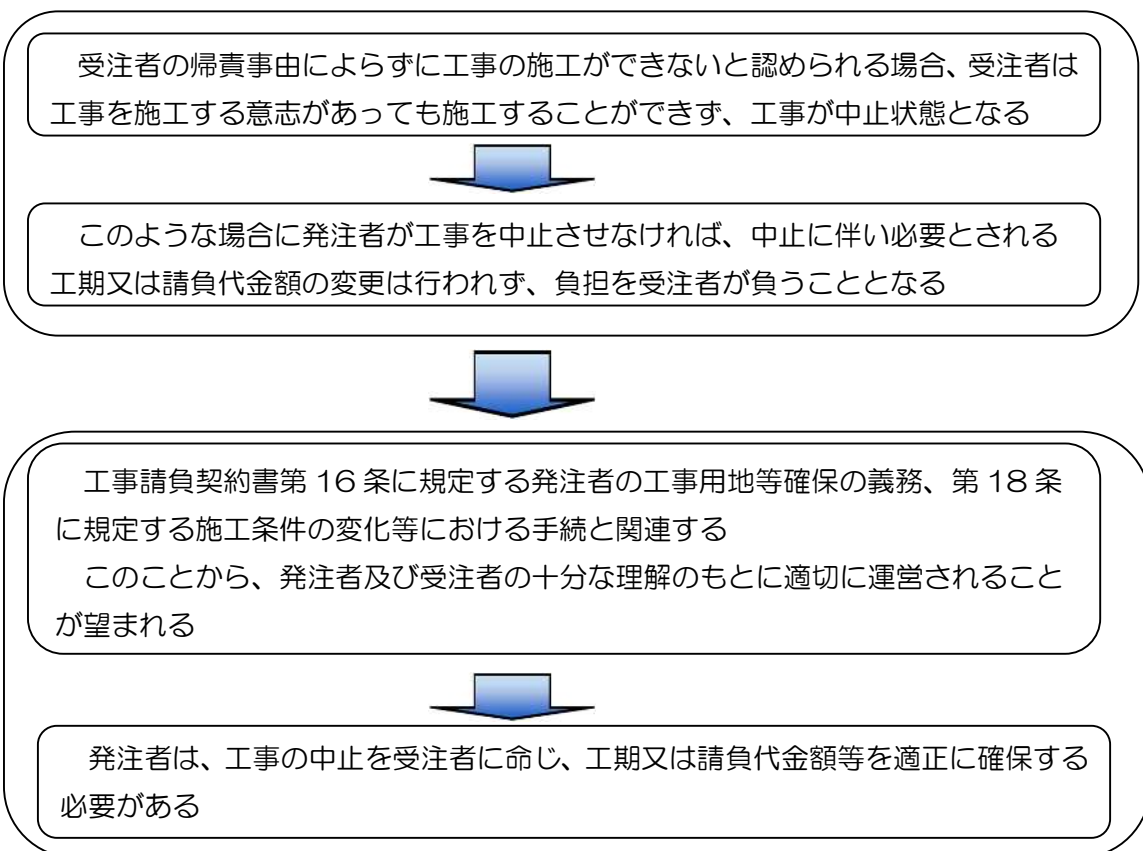 受注者の帰責事由によらずに工事の施工ができないと認められる場合、受注者は
工事を施工する意志があっても施工することができず、工事が中止状態となる
このような場合に発注者が工事を中止させなければ、中止に伴い必要とされる
工期又は請負代金額の変更は行われず、負担を受注者が負うこととなる
工事請負契約書第 16 条に規定する発注者の工事用地等確保の義務、第 18 条
に規定する施工条件の変化等における手続と関連する
このことから、発注者及び受注者の十分な理解のもとに適切に運営されること
が望まれる
発注者は、工事の中止を受注者に命じ、工期又は請負代金額等を適正に確保する
必要がある